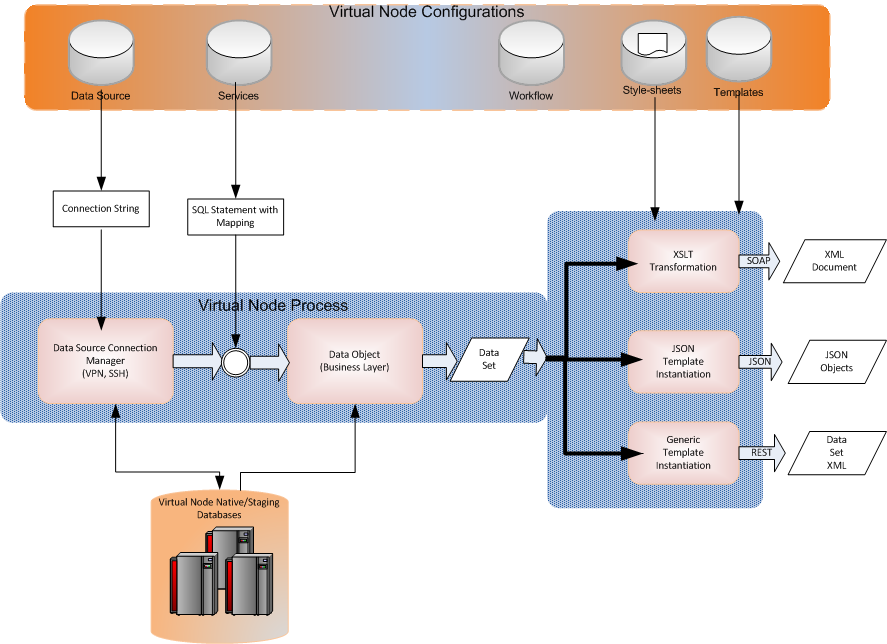 Virtual Node Configurations
Data Source
Services
Workflow
Style-sheets
Templates
Connection String
SQL Statement with
Mapping
Virtual Node Process
Data Source Connection
Manager
(VPN, SSH)
Data Object
(Business Layer)
Data
Set
XSLT
Transformation
SOAP
XML
Document
JSON
Template
Instantiation
JSON
JSON
Objects
Generic
Template
Instantiation
REST
Data
Set
XML
Virtual Node Native/Staging
Databases